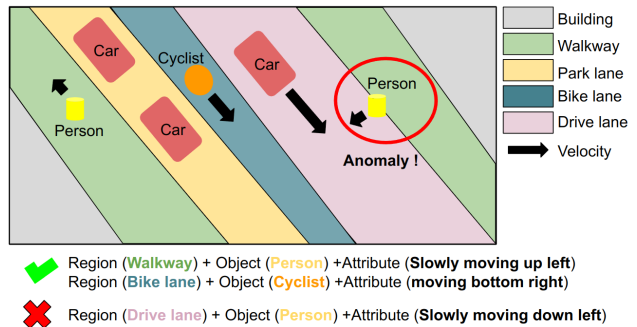 Car
Cyclist
Car
Person
Person
Car
Anomaly !
Building
Walkway
Park lane
Bike lane
Drive lane
Velocity
Region (Walkway) + Object (Person) +Attribute (Slowly moving up left)
Region (Bike lane) + Object (Cyclist) +Attribute (moving bottom right)
Region (Drive lane) + Object (Person) +Attribute (Slowly moving down left)